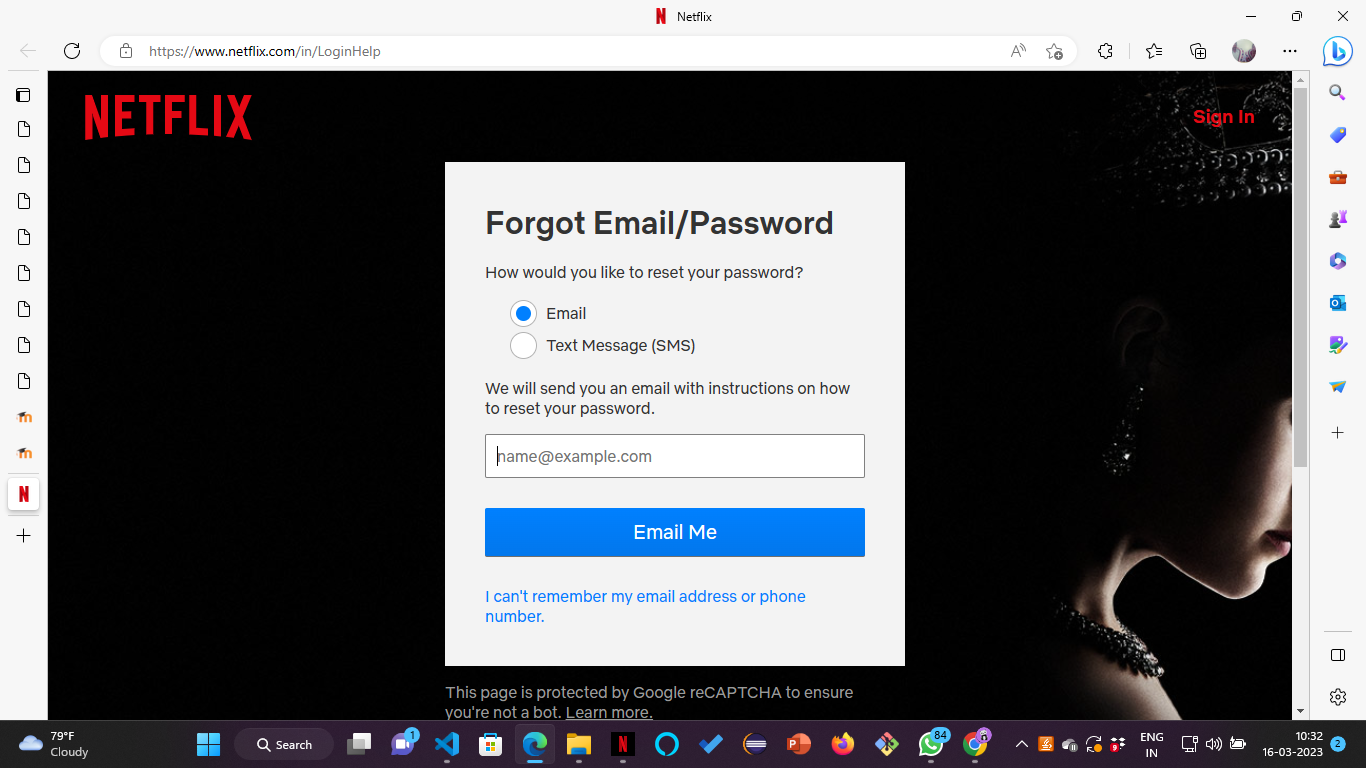 Netflix
https://www.netflix.com/in/LoginHelp
NETFLIX
Sign In
Forgot Email/Password
How would you like to reset your password?
Email
Text Message (SMS)
We will send you an email with instructions on how
to reset your password.
name@example.com
Email Me
I can't remember my email address or phone
number.
This page is protected by Google reCAPTCHA to ensure
you're not a bot. Learn more.
79°F
Cloudy
Search
1
84
9
ENG
IN
10:32
16-03-2023
2